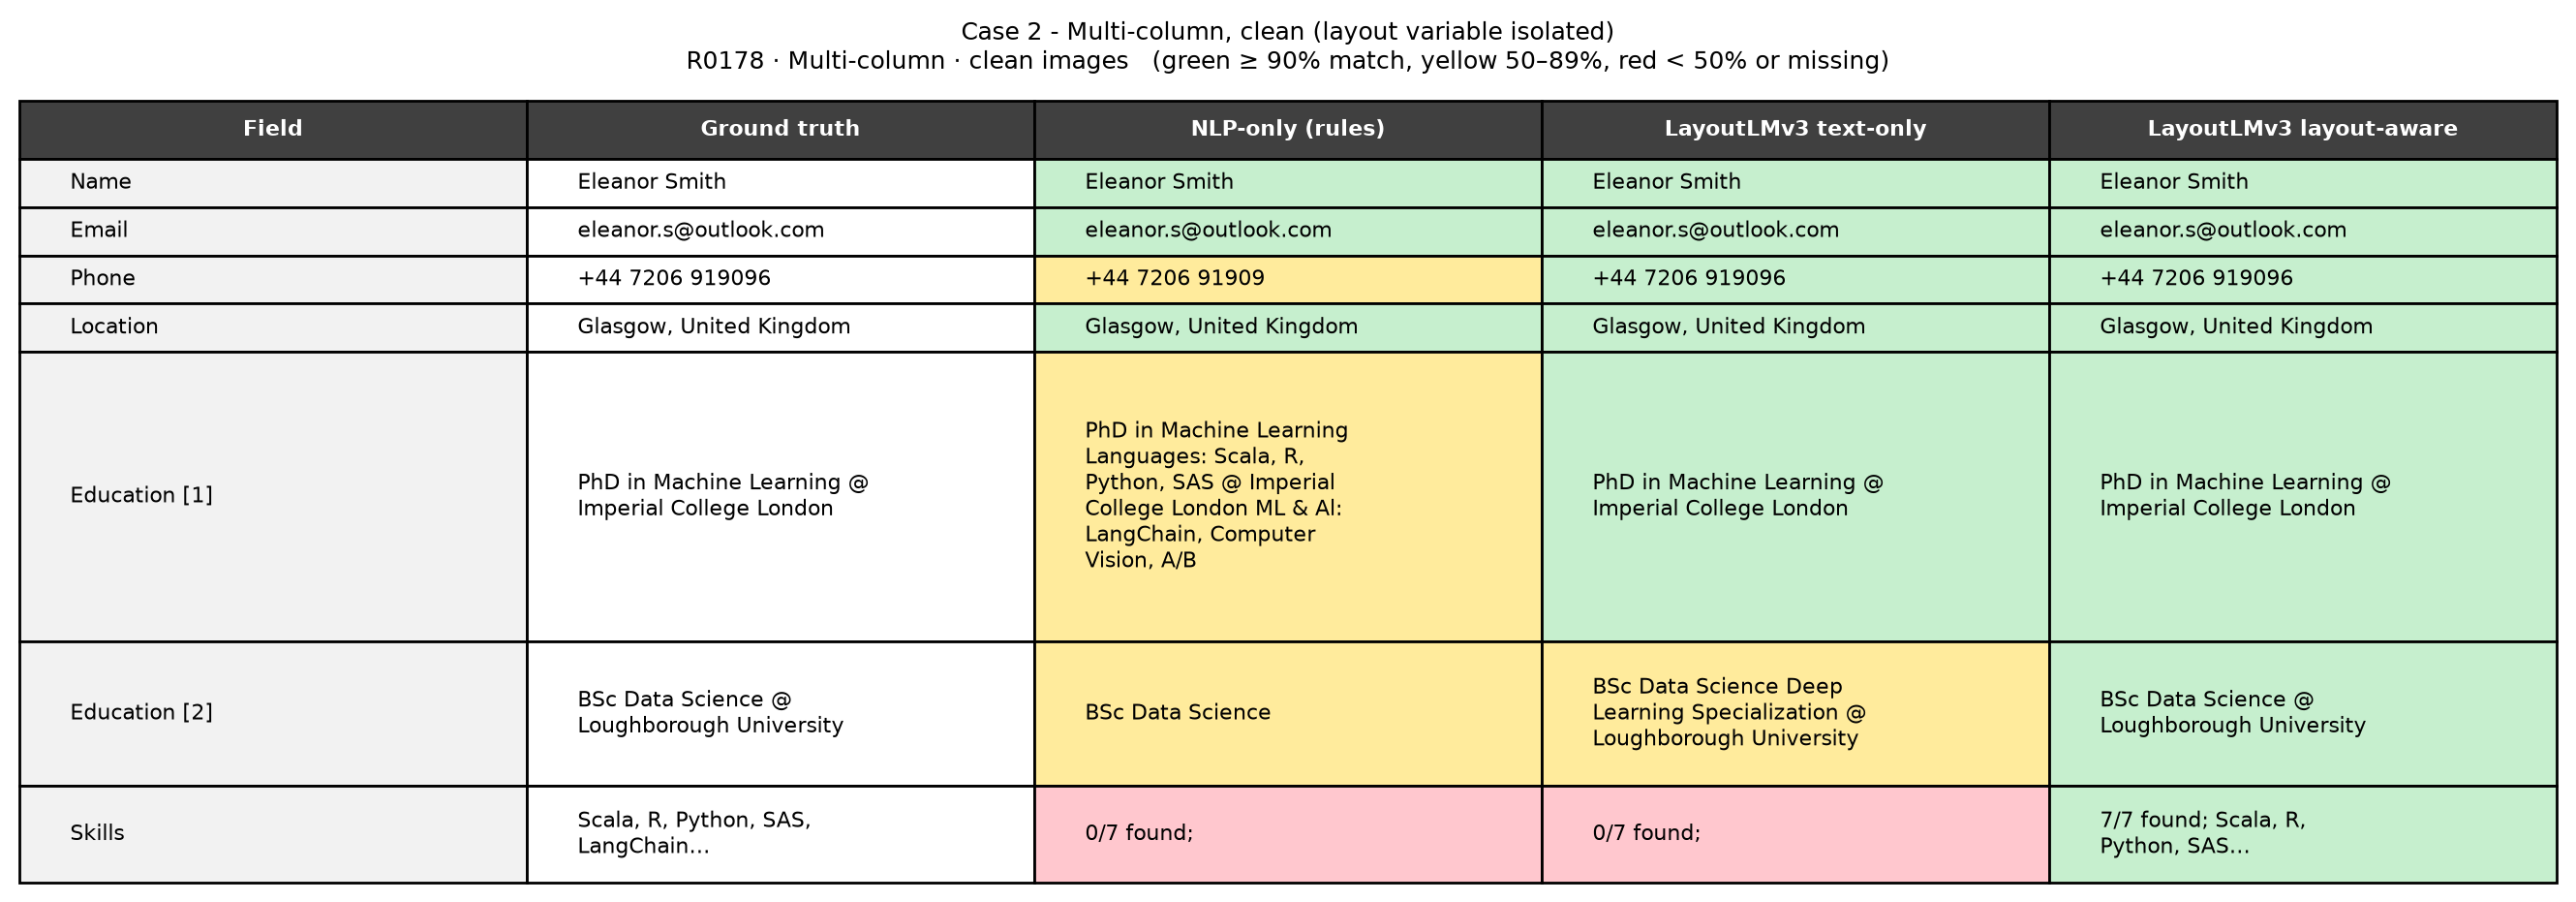 Case 2 - Multi-column, clean (layout variable isolated)
R0178 · Multi-column · clean images   (green ≥ 90% match, yellow 50–89%, red < 50% or missing)
Field
Ground truth
NLP-only (rules)
LayoutLMv3 text-only
LayoutLMv3 layout-aware
Name
Eleanor Smith
Eleanor Smith
Eleanor Smith
Eleanor Smith
Email
eleanor.s@outlook.com
eleanor.s@outlook.com
eleanor.s@outlook.com
eleanor.s@outlook.com
Phone
+44 7206 919096
+44 7206 91909
+44 7206 919096
+44 7206 919096
Location
Glasgow, United Kingdom
Glasgow, United Kingdom
Glasgow, United Kingdom
Glasgow, United Kingdom
Education [1]
PhD in Machine Learning @
Imperial College London
PhD in Machine Learning
Languages: Scala, R,
Python, SAS @ Imperial
College London ML & Al:
LangChain, Computer
Vision, A/B
PhD in Machine Learning @
Imperial College London
PhD in Machine Learning @
Imperial College London
Education [2]
BSc Data Science @
Loughborough University
BSc Data Science
BSc Data Science Deep
Learning Specialization @
Loughborough University
BSc Data Science @
Loughborough University
Skills
Scala, R, Python, SAS,
LangChain…
0/7 found;
0/7 found;
7/7 found; Scala, R,
Python, SAS…